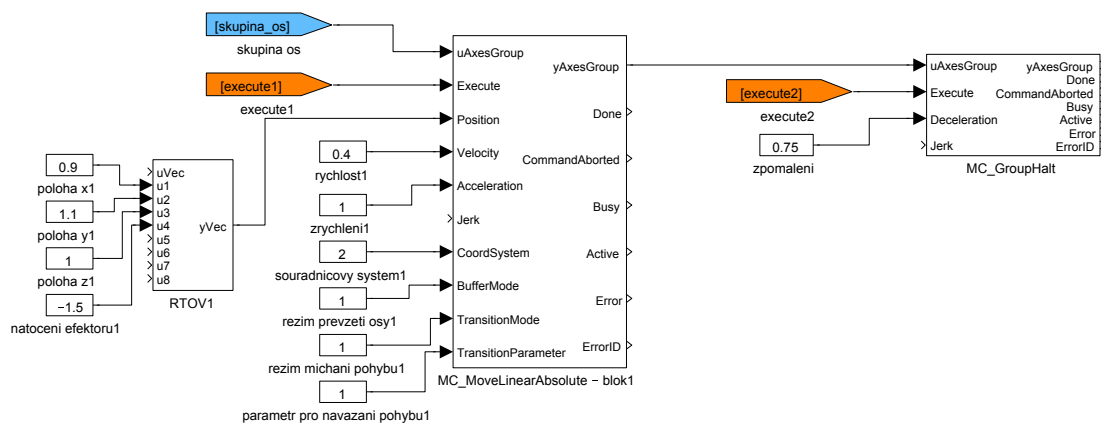 [skupina_os]
skupina os
[execute1]
execute1
0.9
poloha x1
1.1
poloha y1
1
poloha z1
−1.5
natoceni efektoru1
uVec
u1
u2
u3
u4
u5
u6
u7
u8
yVec
RTOV1
0.4
rychlost1
1
zrychleni1
2
souradnicovy system1
1
rezim prevzeti osy1
1
rezim michani pohybu1
1
parametr pro navazani pohybu1
uAxesGroup
Execute
Position
Velocity
Acceleration
Jerk
CoordSystem
BufferMode
TransitionMode
TransitionParameter
yAxesGroup
Done
CommandAborted
Busy
Active
Error
ErrorID
MC_MoveLinearAbsolute − blok1
[execute2]
execute2
0.75
zpomaleni
uAxesGroup
Execute
Deceleration
Jerk
yAxesGroup
Done
CommandAborted
Busy
Active
Error
ErrorID
MC_GroupHalt